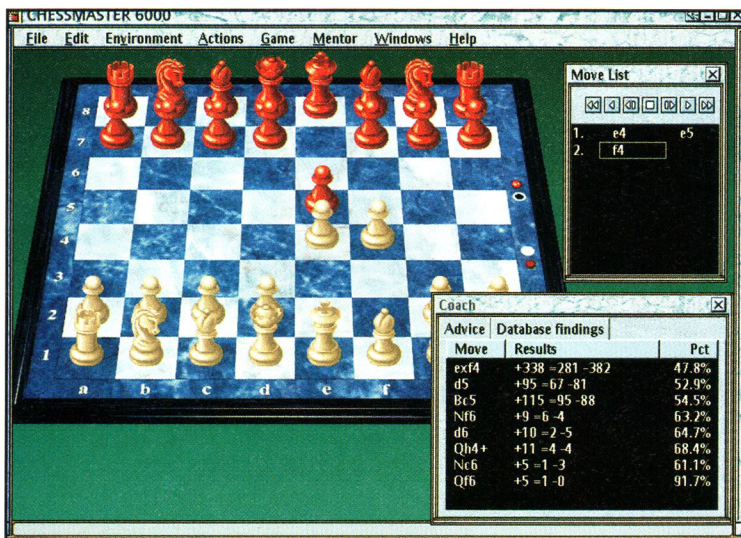 CHESSMASTER 6000
File Edit Environment Actions Game Mentor Windows Help
8
7
6
5
4
3
2
1
a b c d e f
Move List
1. e4 e5
2. f4
Coach
Advice Database findings
Move Results Pct
exf4 +338 =281 -382 47.8%
d5 +95 =67 -81 52.9%
Bc5 +115 =95 -88 54.5%
Nf6 +9 =6 -4 63.2%
d6 +10 =2 -5 64.7%
Qh4+ +11 =4 -4 68.4%
Nc6 +5 =1 -3 61.1%
Qf6 +5 =1 -0 91.7%